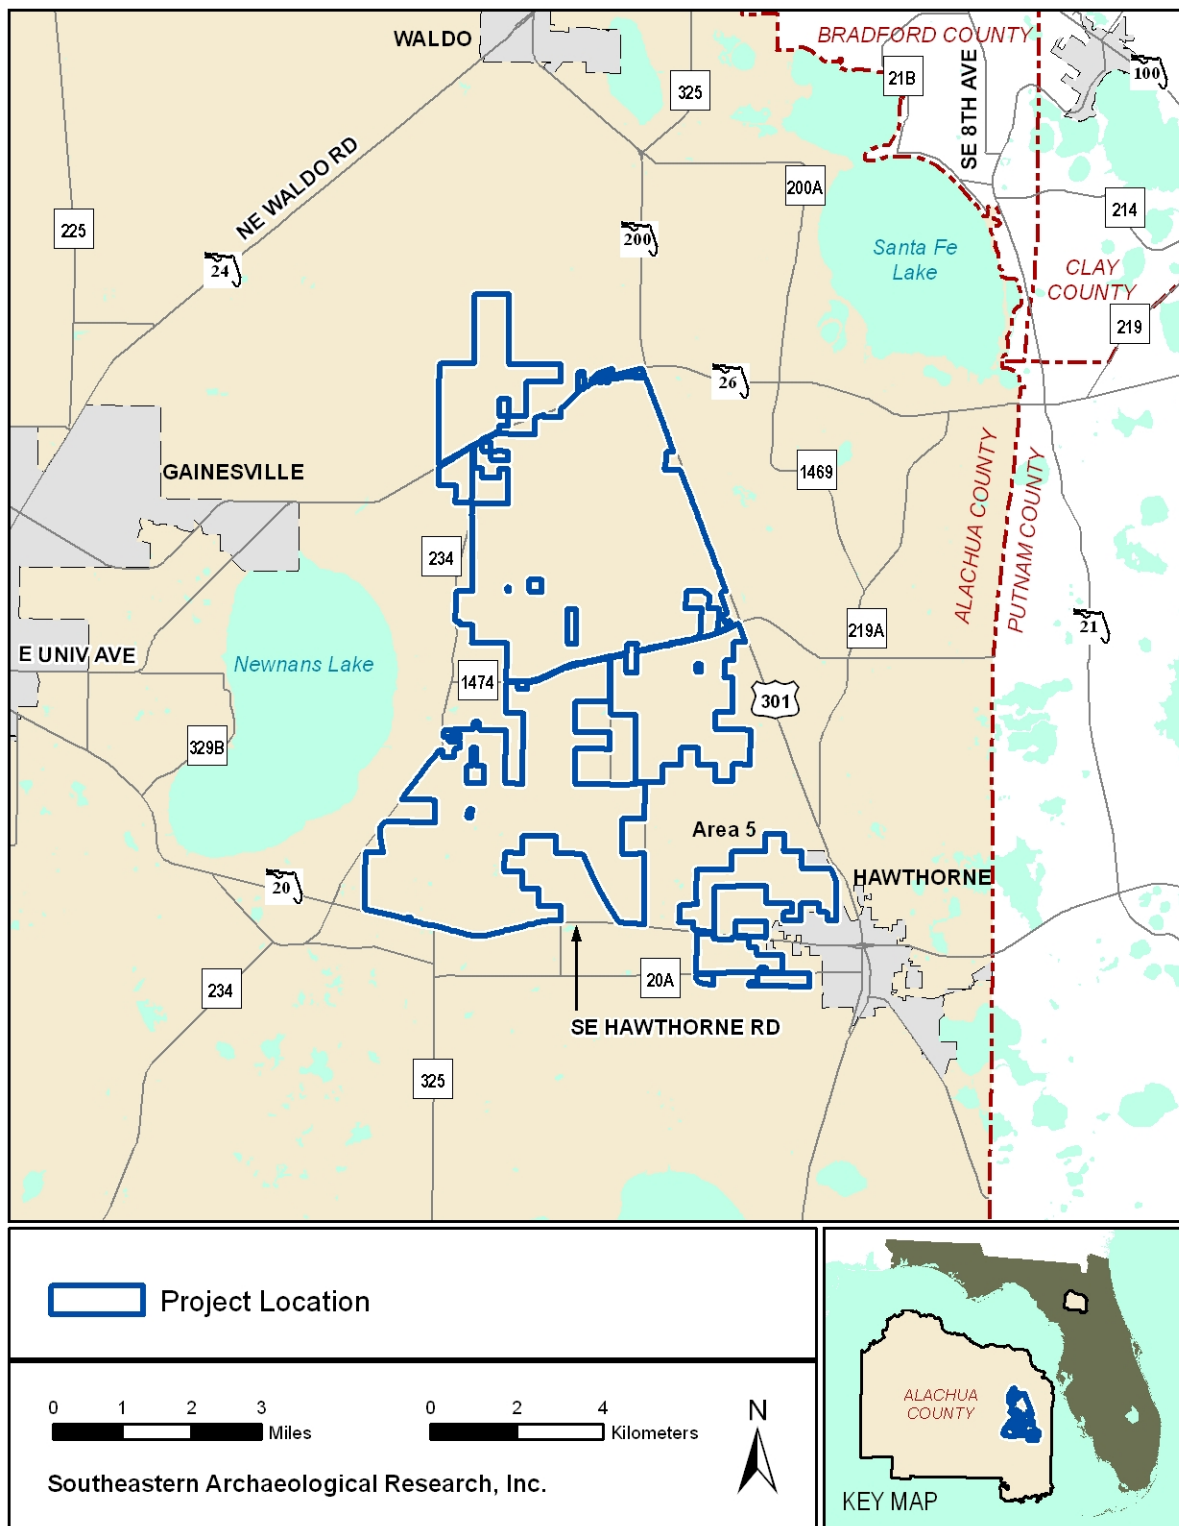 WALDO
BRADFORD COUNTY
21B
SE 8TH AVE
100
325
NE WALDO RD
200A
225
200
214
24
Santa Fe
Lake
CLAY
COUNTY
219
26
GAINESVILLE
1469
ALACHUA COUNTY
PUTNAM COUNTY
234
219A
21
E UNIV AVE
Newnans Lake
1474
301
329B
Area 5
20
HAWTHORNE
234
20A
SE HAWTHORNE RD
325
Project Location
0 1 2 3
Miles
0 2 4
Kilometers
N
Southeastern Archaeological Research, Inc.
ALACHUA
COUNTY
KEY MAP